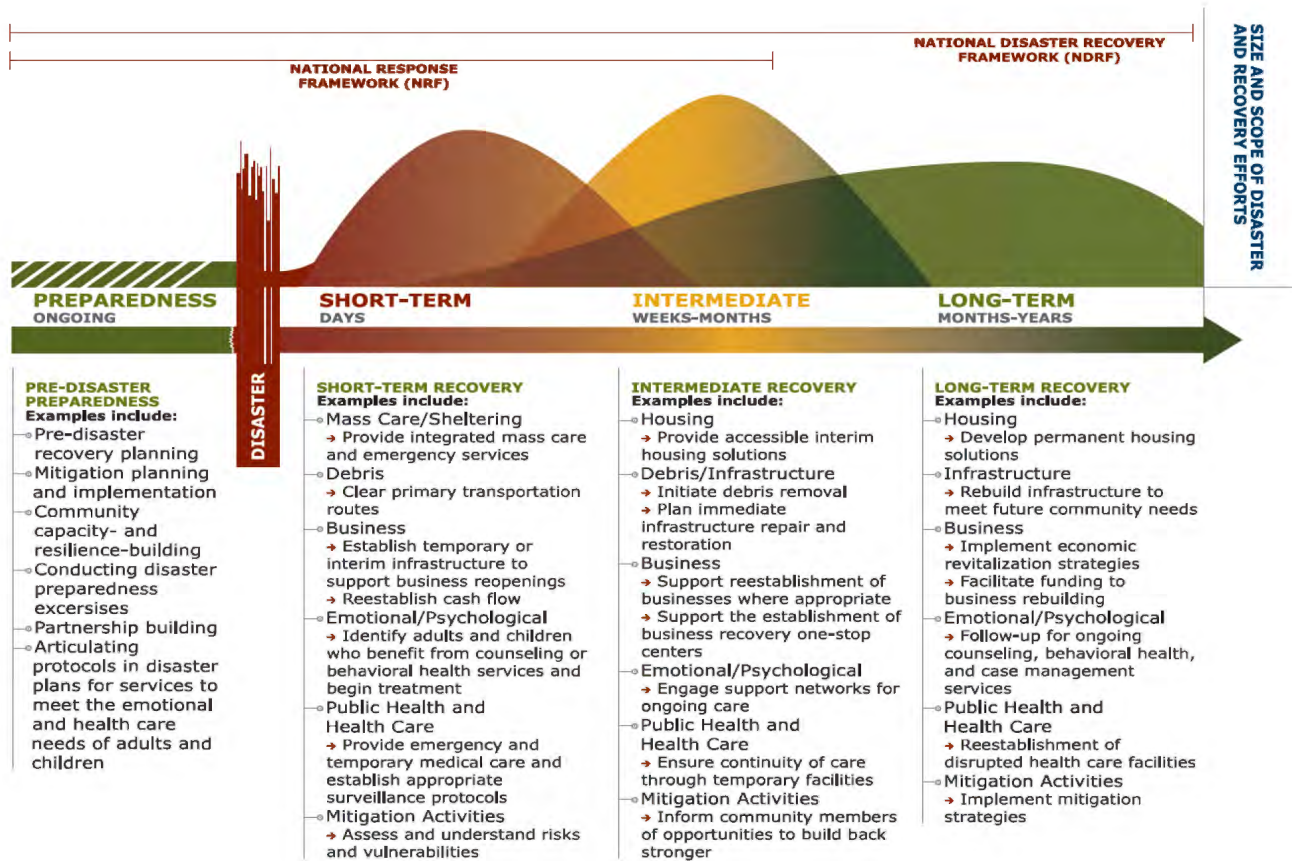 NATIONAL DISASTER RECOVERY
FRAMEWORK (NDRF)
NATIONAL RESPONSE
FRAMEWORK (NRF)
SIZE AND SCOPE OF DISASTER
AND RECOVERY EFFORTS
PREPAREDNESS
ONGOING
DISASTER
SHORT-TERM
DAYS
INTERMEDIATE
WEEKS-MONTHS
LONG-TERM
MONTHS-YEARS
PRE-DISASTER
PREPAREDNESS
Examples include:
Pre-disaster
recovery planning
Mitigation planning
and implementation
Community
capacity- and
resilience-building
Conducting disaster
preparedness
excersises
Partnership building
Articulating
protocols in disaster
plans for services to
meet the emotional
and health care
needs of adults and
children
SHORT-TERM RECOVERY
Examples include:
Mass Care/Sheltering
→ Provide integrated mass care
and emergency services
Debris
→ Clear primary transportation
routes
Business
→ Establish temporary or
interim infrastructure to
support business reopenings
→ Reestablish cash flow
Emotional/Psychological
→ Identify adults and children
who benefit from counseling or
behavioral health services and
begin treatment
Public Health and
Health Care
→ Provide emergency and
temporary medical care and
establish appropriate
surveillance protocols
Mitigation Activities
→ Assess and understand risks
and vulnerabilities
INTERMEDIATE RECOVERY
Examples include:
Housing
→ Provide accessible interim
housing solutions
Debris/Infrastructure
→ Initiate debris removal
→ Plan immediate
infrastructure repair and
restoration
Business
→ Support reestablishment of
businesses where appropriate
→ Support the establishment of
business recovery one-stop
centers
Emotional/Psychological
→ Engage support networks for
ongoing care
Public Health and
Health Care
→ Ensure continuity of care
through temporary facilities
Mitigation Activities
→ Inform community members
of opportunities to build back
stronger
LONG-TERM RECOVERY
Examples include:
Housing
→ Develop permanent housing
solutions
Infrastructure
→ Rebuild infrastructure to
meet future community needs
Business
→ Implement economic
revitalization strategies
→ Facilitate funding to
business rebuilding
Emotional/Psychological
→ Follow-up for ongoing
counseling, behavioral health,
and case management
services
Public Health and
Health Care
→ Reestablishment of
disrupted health care facilities
Mitigation Activities
→ Implement mitigation
strategies